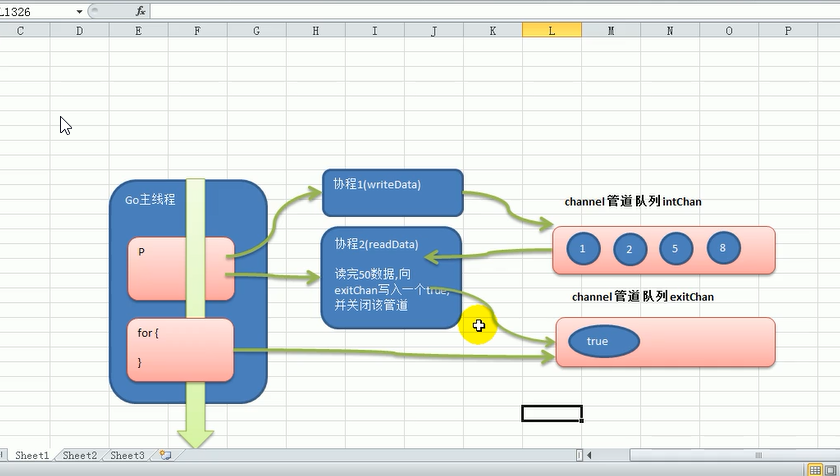 L1326
fx
C D E F G H I J K L M N O P
Go主线程
P
for {
}
协程1(writeData)
协程2(readData)
读完50数据,向
exitChan写入一个true,
并关闭该管道
channel 管道队列 intChan
1 2 5 8
channel 管道队列 exitChan
true
Sheet1 Sheet2 Sheet3